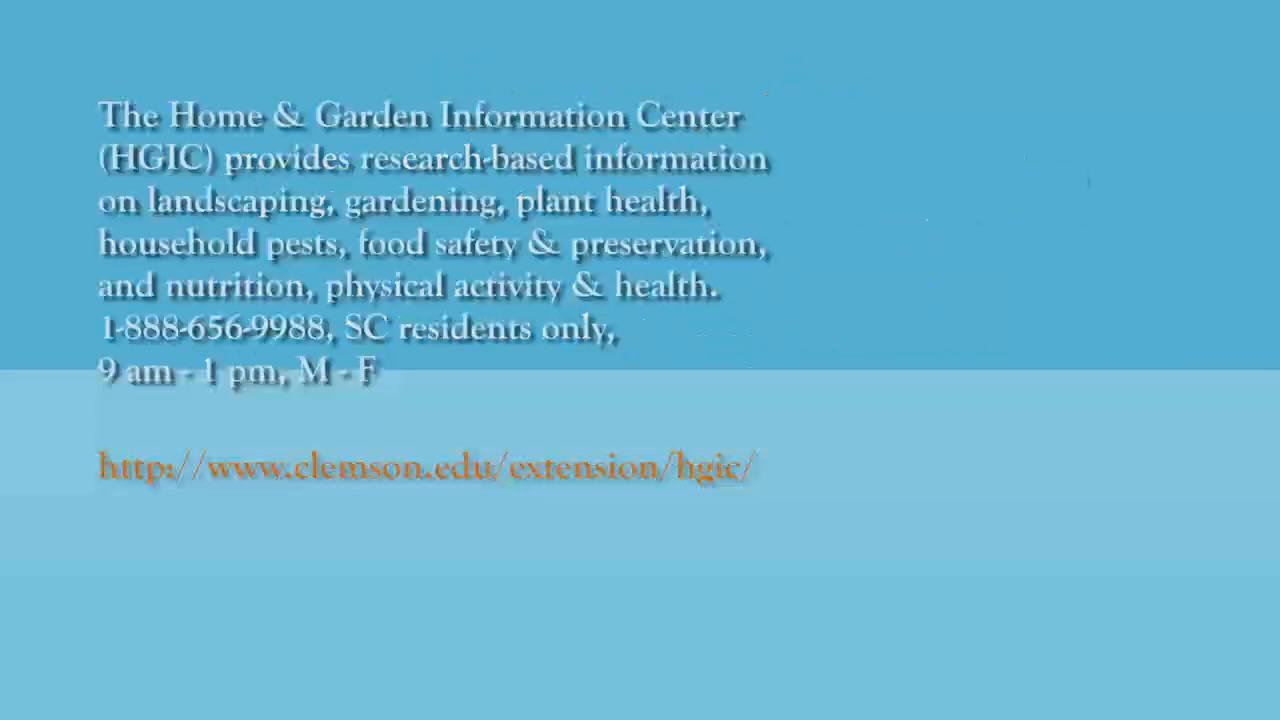 The Home & Garden Information Center
(HGIC) provides research-based information
on landscaping, gardening, plant health,
household pests, food safety & preservation,
and nutrition, physical activity & health.
1-888-656-9988, SC residents only,
9 am - 1 pm, M - F
http://www.clemson.edu/extension/hgic/